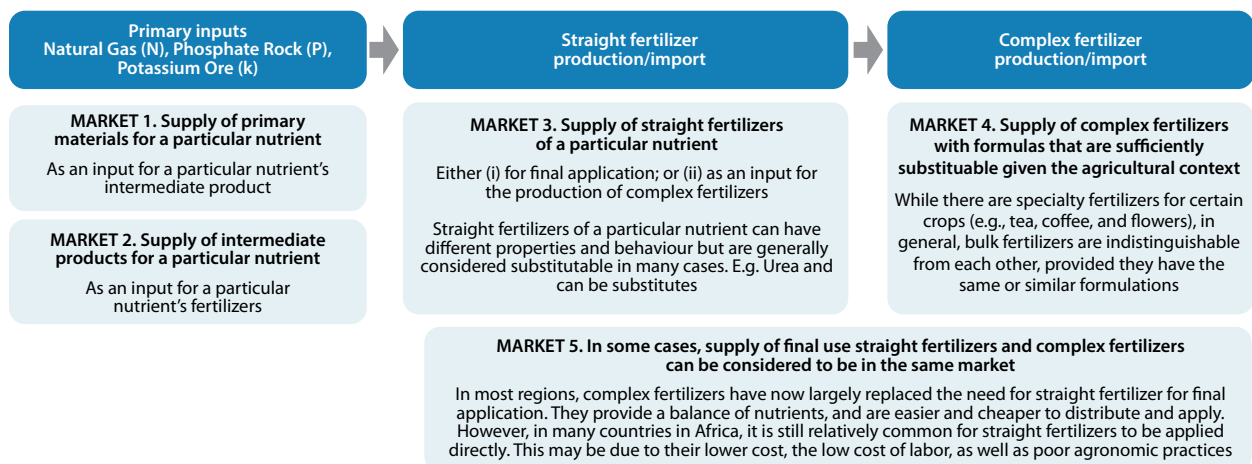 Primary inputs
Natural Gas (N), Phosphate Rock (P),
Potassium Ore (k)
Straight fertilizer
production/import
Complex fertilizer
production/import
MARKET 1. Supply of primary
materials for a particular nutrient
As an input for a particular nutrient’s
intermediate product
MARKET 2. Supply of intermediate
products for a particular nutrient
As an input for a particular
nutrient’s fertilizers
MARKET 3. Supply of straight fertilizers
of a particular nutrient
Either (i) for final application; or (ii) as an input for
the production of complex fertilizers
Straight fertilizers of a particular nutrient can have
different properties and behaviour but are generally
considered substitutable in many cases. E.g. Urea and
can be substitutes
MARKET 4. Supply of complex fertilizers
with formulas that are sufficiently
substituable given the agricultural context
While there are specialty fertilizers for certain
crops (e.g., tea, coffee, and flowers), in
general, bulk fertilizers are indistinguishable
from each other, provided they have the
same or similar formulations
MARKET 5. In some cases, supply of final use straight fertilizers and complex fertilizers
can be considered to be in the same market
In most regions, complex fertilizers have now largely replaced the need for straight fertilizer for final
application. They provide a balance of nutrients, and are easier and cheaper to distribute and apply.
However, in many countries in Africa, it is still relatively common for straight fertilizers to be applied
directly. This may be due to their lower cost, the low cost of labor, as well as poor agronomic practices